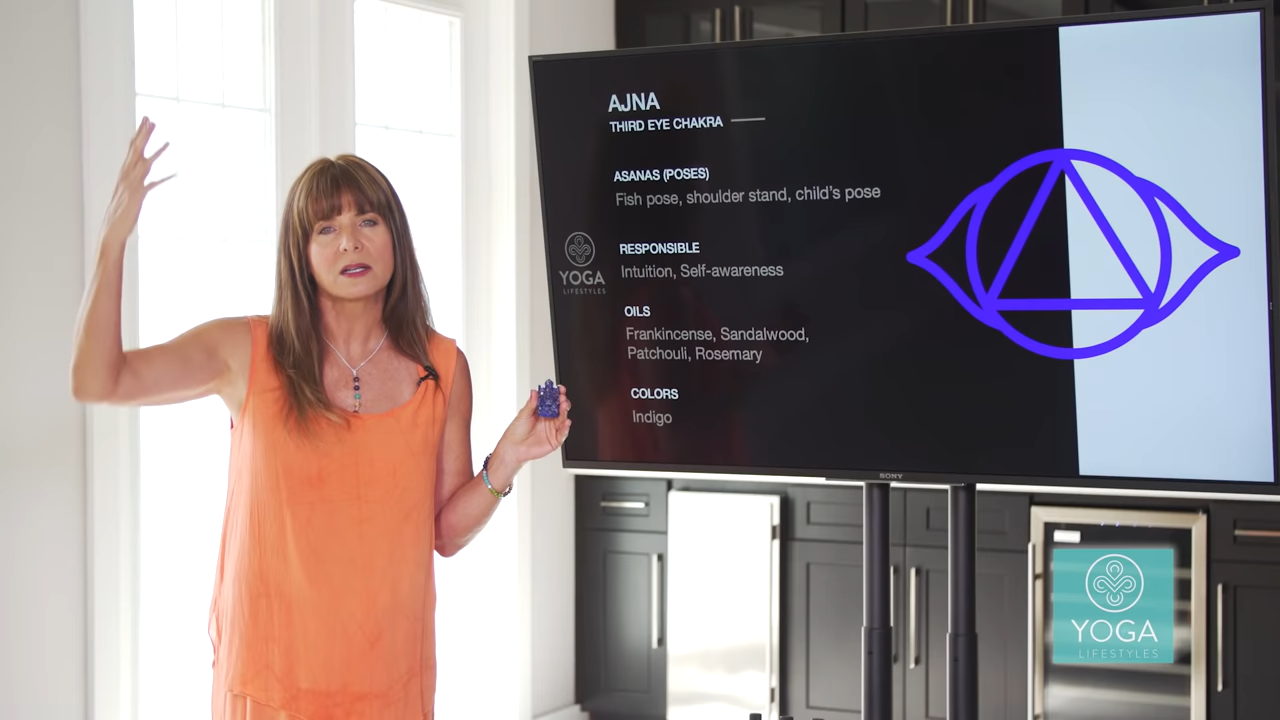 AJNA
THIRD EYE CHAKRA
ASANAS (POSES)
Fish pose, shoulder stand, child's pose
RESPONSIBLE
Intuition, Self-awareness
OILS
Frankincense, Sandalwood,
Patchouli, Rosemary
COLORS
Indigo
YOGA
LIFESTYLES
SONY
YOGA
LIFESTYLES